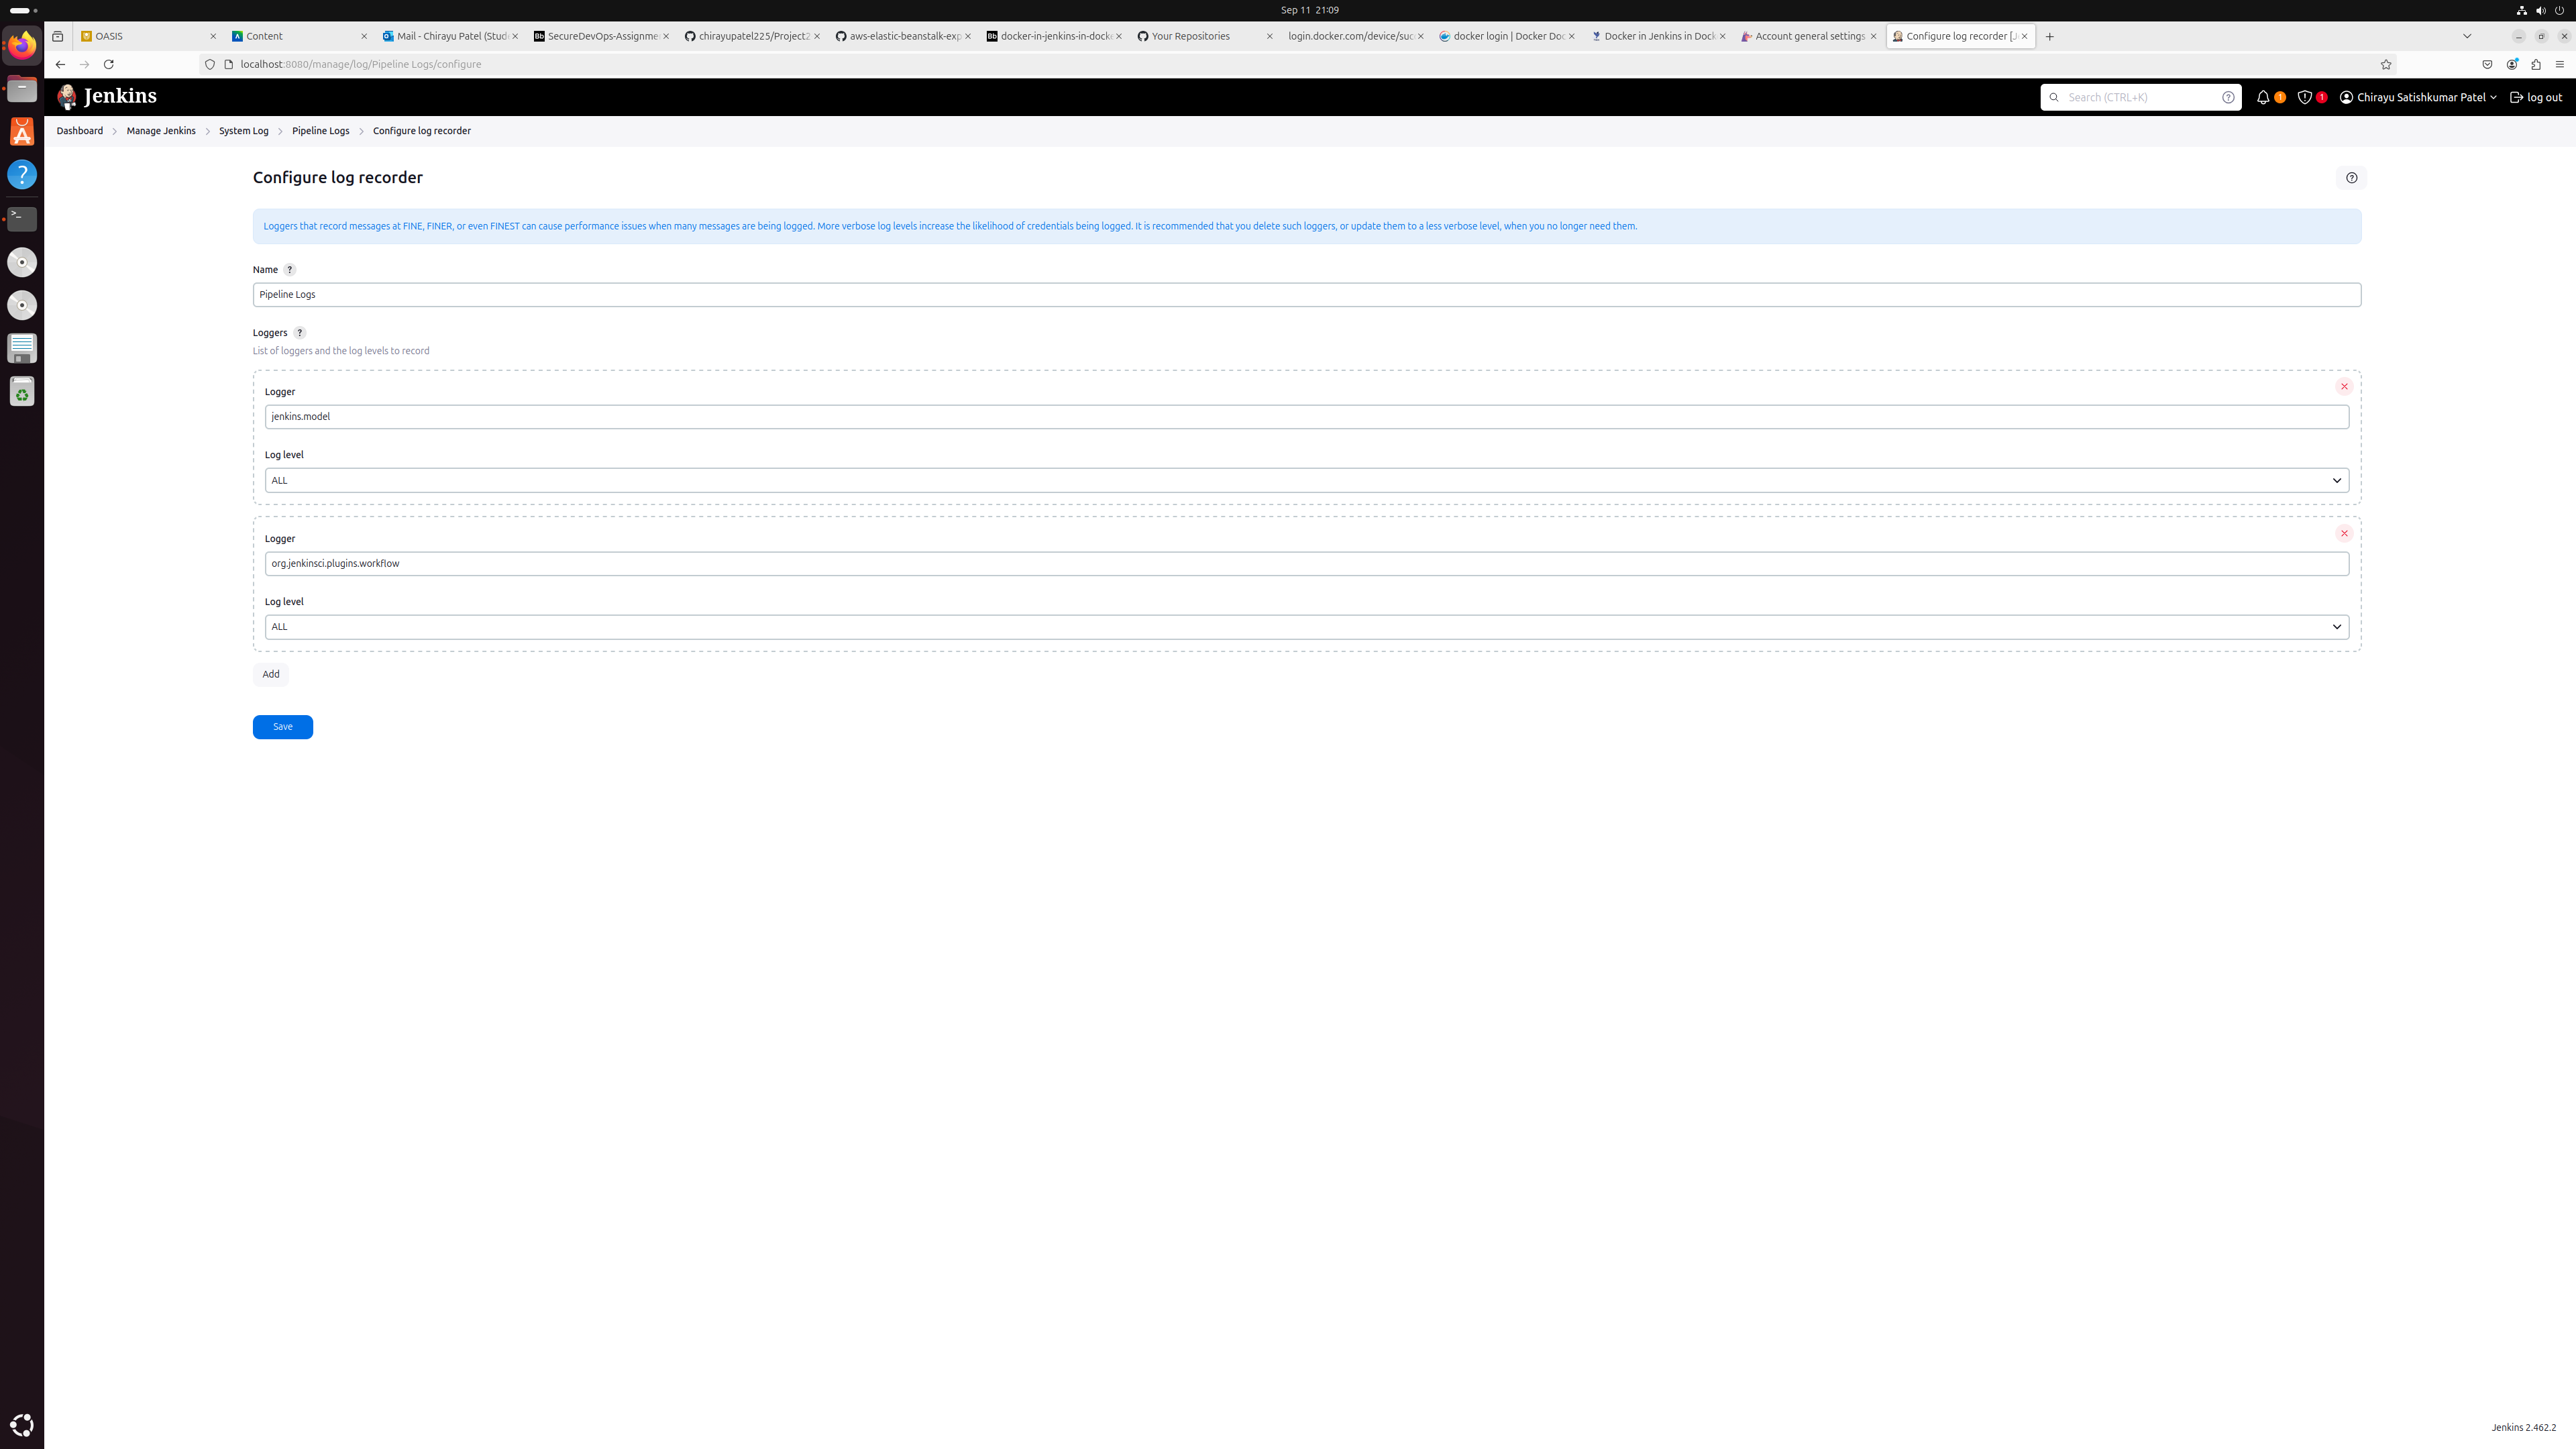 Sep 11 21:09
OASIS
Content
Mail - Chirayu Patel (Stud
SecureDevOps-Assignme
chirayupatel225/Project2
aws-elastic-beanstalk-exp
docker-in-jenkins-in-docke
Your Repositories
login.docker.com/device/suc
docker login | Docker Doc
Docker in Jenkins in Dock
Account general settings
Configure log recorder [J
localhost:8080/manage/log/Pipeline Logs/configure
Jenkins
Search (CTRL+K)
1
1
Chirayu Satishkumar Patel
log out
Dashboard
Manage Jenkins
System Log
Pipeline Logs
Configure log recorder
Configure log recorder
Loggers that record messages at FINE, FINER, or even FINEST can cause performance issues when many messages are being logged. More verbose log levels increase the likelihood of credentials being logged. It is recommended that you delete such loggers, or update them to a less verbose level, when you no longer need them.
Name ?
Pipeline Logs
Loggers ?
List of loggers and the log levels to record
Logger
jenkins.model
Log level
ALL
Logger
org.jenkinsci.plugins.workflow
Log level
ALL
Add
Save
Jenkins 2.462.2